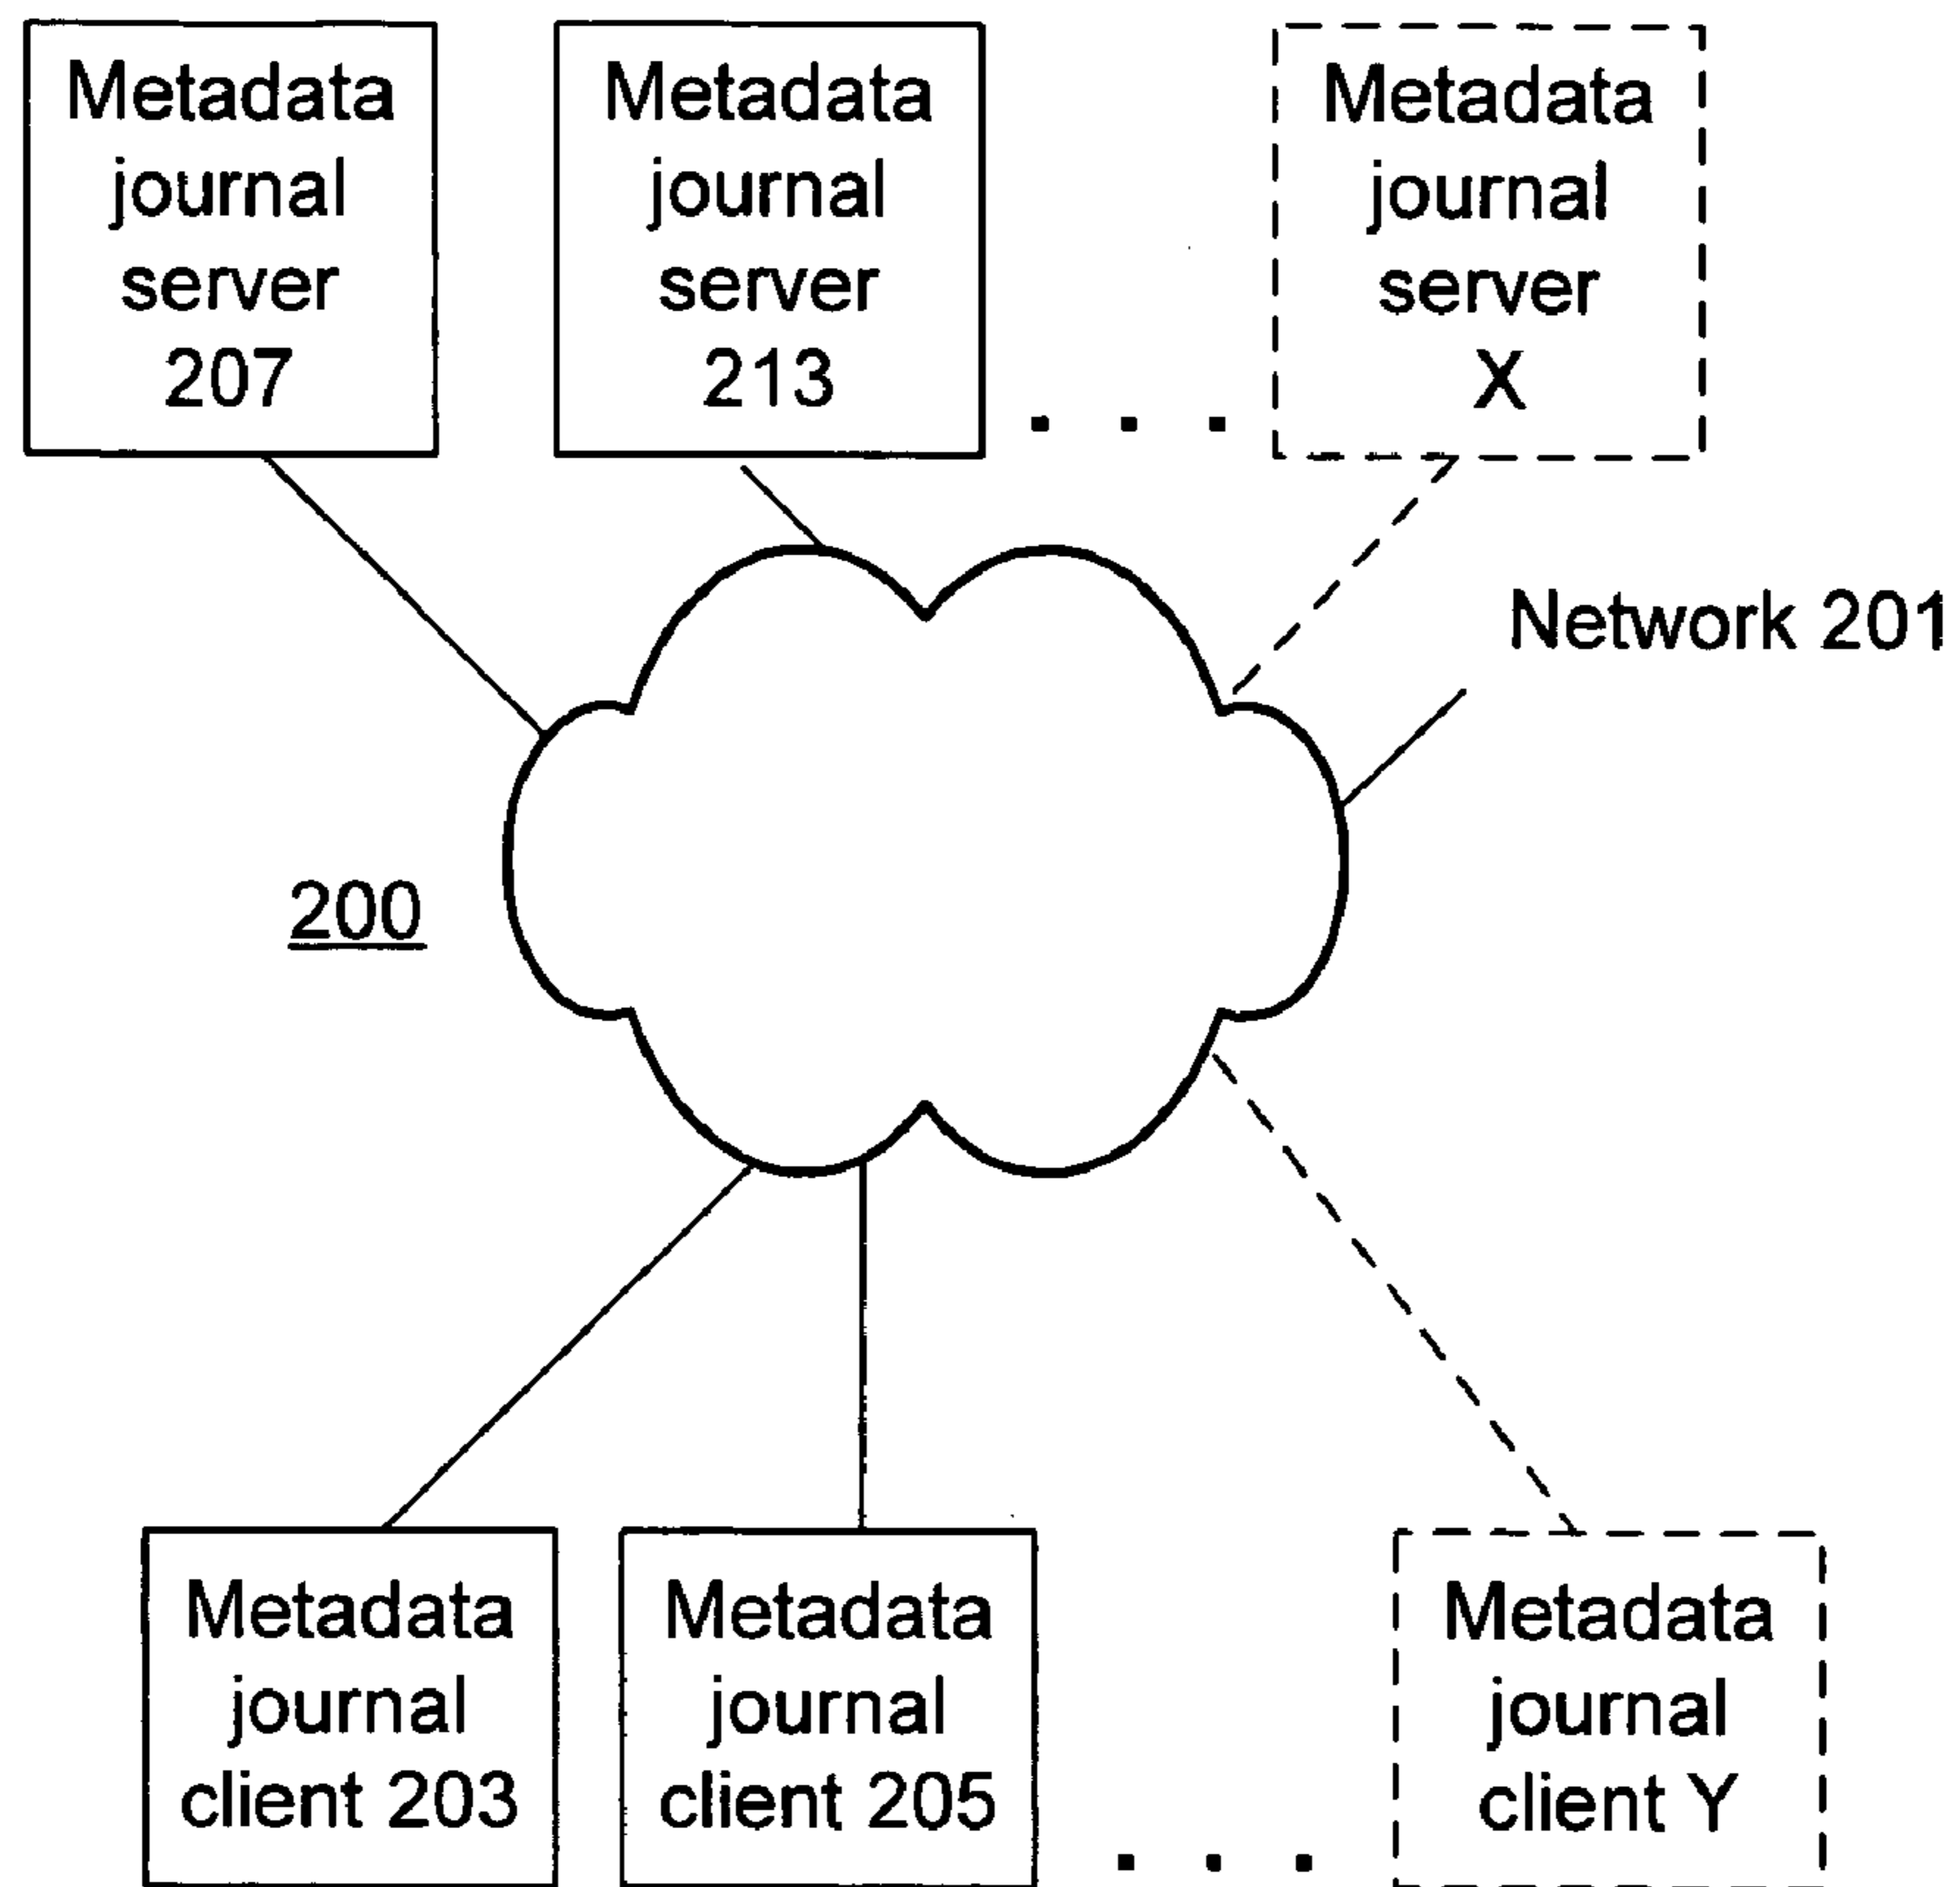 Metadata
journal
server
207
Metadata
journal
server
213
. . .
Metadata
journal
server
X
Network 201
200
Metadata
journal
client 203
Metadata
journal
client 205
. . .
Metadata
journal
client Y